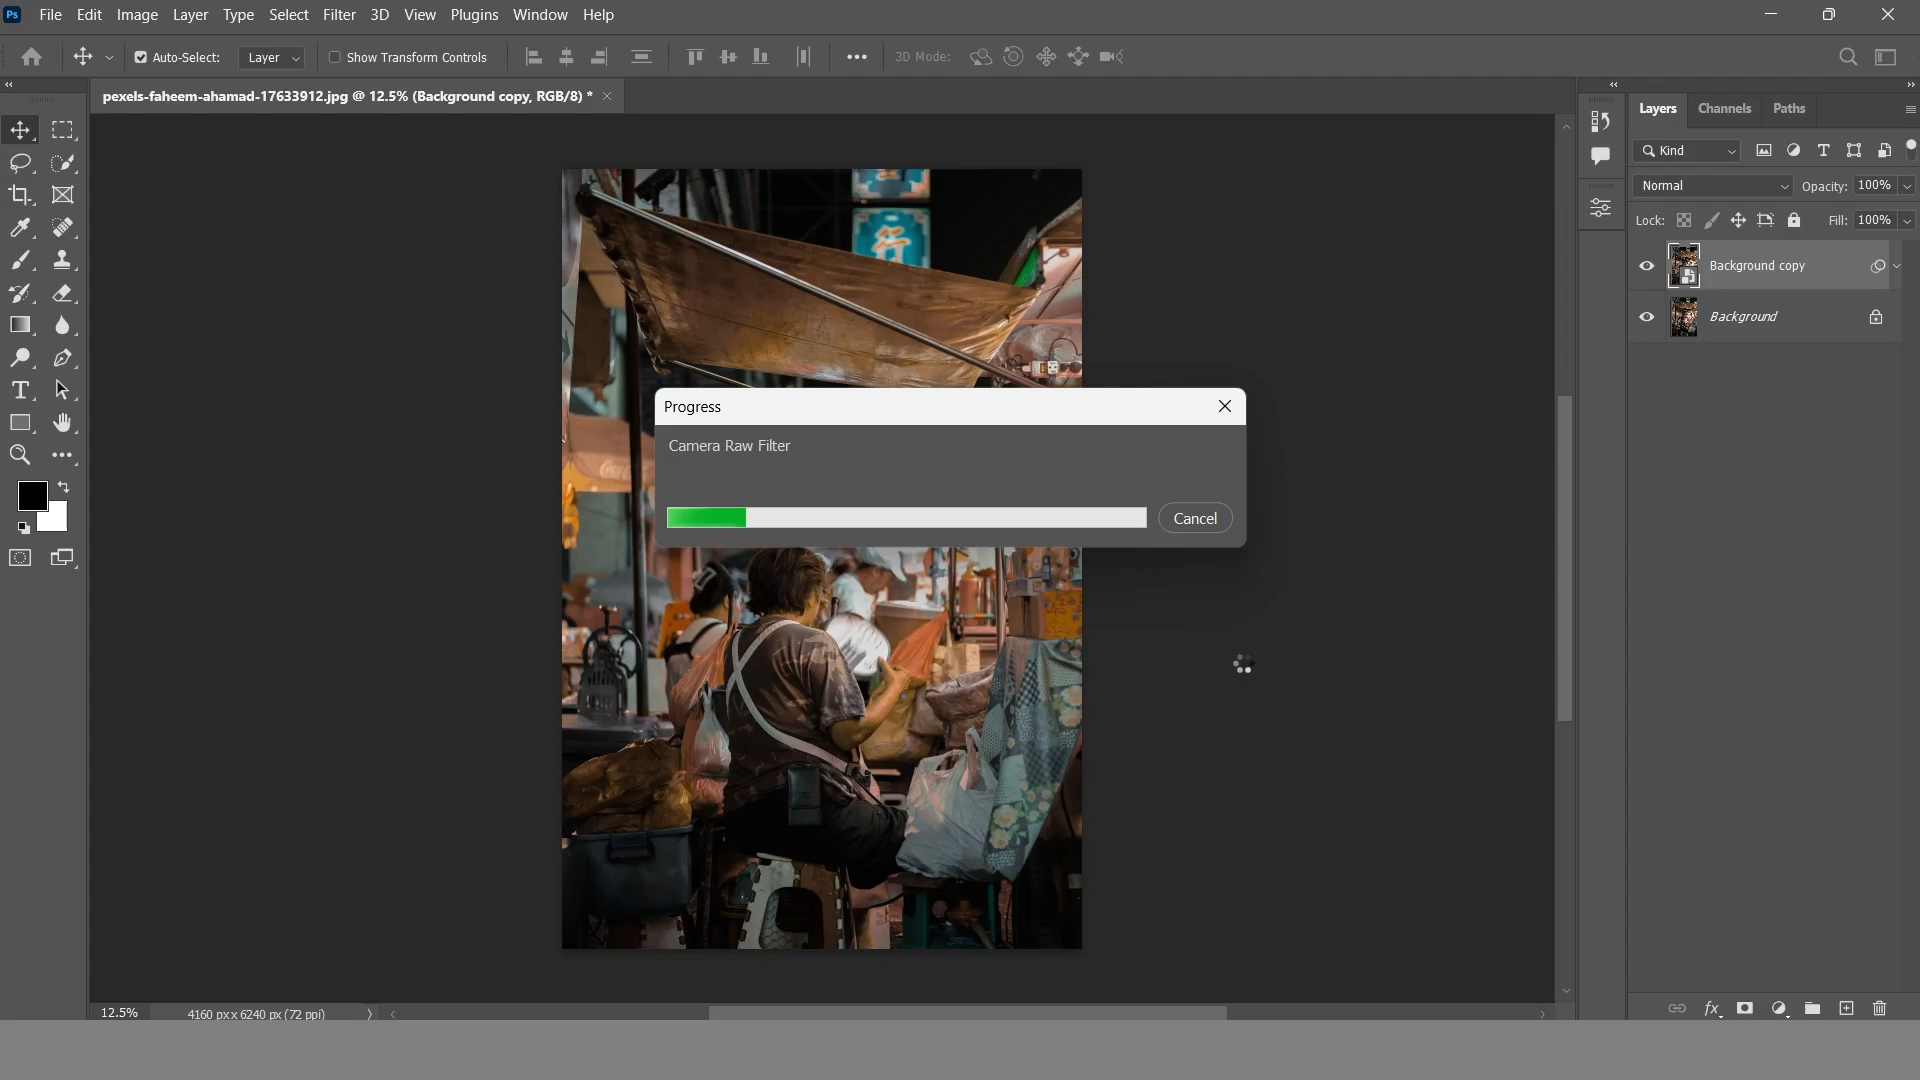 Ps File Edit Image Layer Type Select Filter 3D View Plugins Window Help
Auto-Select: Layer Show Transform Controls 3D Mode:
pexels-faheem-ahamad-17633912.jpg @ 12.5% (Background copy, RGB/8) *
Layers Channels Paths
Kind
Normal Opacity: 100%
Lock: Fill: 100%
Background copy
Background
行
Progress
Camera Raw Filter
Cancel
12.5% 4160 px x 6240 px (72 ppi)
fx